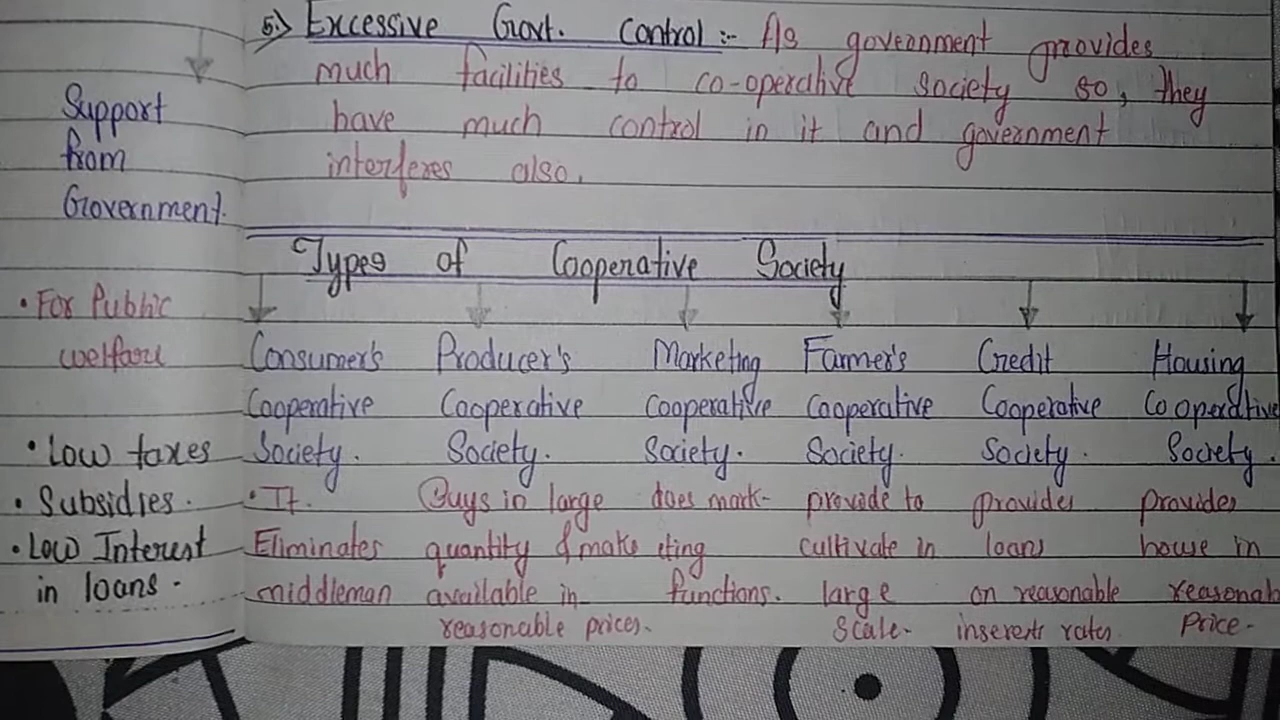 5.) Excessive Govt. Control :- As government provides
much facilities to co-operative society so, they
have much control in it and government
interferes also.
Support
from
Government.
Types of Cooperative Society
• For Public
welfare
• Low taxes
• Subsidies.
• Low Interest
in loans.
Consumer's Producer's Marketing Farmer's Credit Housing
Cooperative Cooperative Cooperative Cooperative Cooperative Cooperative
Society. Society. Society. Society. Society. Society.
• It. Buys in large does mark- provide to provides provides
Eliminates quantity & make eting cultivate in loans house in
middleman available in functions. large on reasonable reasonab
reasonable prices. scale. inserests rates. Price.